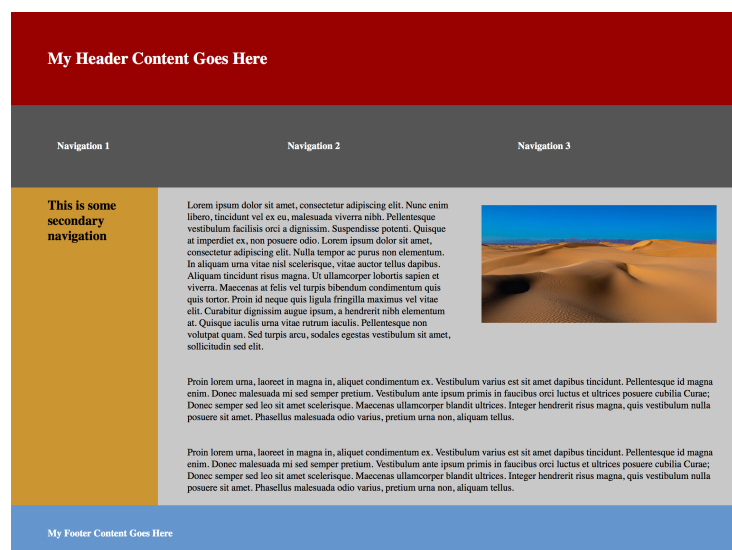 My Header Content Goes Here
Navigation 1
Navigation 2
Navigation 3
This is some
secondary
navigation
Lorem ipsum dolor sit amet, consectetur adipiscing elit. Nunc enim
libero, tincidunt vel ex eu, malesuada viverra nibh. Pellentesque
vestibulum facilisis orci a dignissim. Suspendisse potenti. Quisque
at imperdiet ex, non posuere odio. Lorem ipsum dolor sit amet,
consectetur adipiscing elit. Nulla tempor ac purus non elementum.
In aliquam urna vitae nisl scelerisque, vitae auctor tellus dapibus.
Aliquam tincidunt risus magna. Ut ullamcorper lobortis sapien et
viverra. Maecenas at felis vel turpis bibendum condimentum quis
quis tortor. Proin id neque quis ligula fringilla maximus vel vitae
elit. Curabitur dignissim augue ipsum, a hendrerit nibh elementum
at. Quisque iaculis urna vitae rutrum iaculis. Pellentesque non
volutpat quam. Sed turpis arcu, sodales egestas vestibulum sit amet,
sollicitudin sed elit.
Proin lorem urna, laoreet in magna in, aliquet condimentum ex. Vestibulum varius est sit amet dapibus tincidunt. Pellentesque id magna
enim. Donec malesuada mi sed semper pretium. Vestibulum ante ipsum primis in faucibus orci luctus et ultrices posuere cubilia Curae;
Donec semper sed leo sit amet scelerisque. Maecenas ullamcorper blandit ultrices. Integer hendrerit risus magna, quis vestibulum nulla
posuere sit amet. Phasellus malesuada odio varius, pretium urna non, aliquam tellus.
Proin lorem urna, laoreet in magna in, aliquet condimentum ex. Vestibulum varius est sit amet dapibus tincidunt. Pellentesque id magna
enim. Donec malesuada mi sed semper pretium. Vestibulum ante ipsum primis in faucibus orci luctus et ultrices posuere cubilia Curae;
Donec semper sed leo sit amet scelerisque. Maecenas ullamcorper blandit ultrices. Integer hendrerit risus magna, quis vestibulum nulla
posuere sit amet. Phasellus malesuada odio varius, pretium urna non, aliquam tellus.
My Footer Content Goes Here